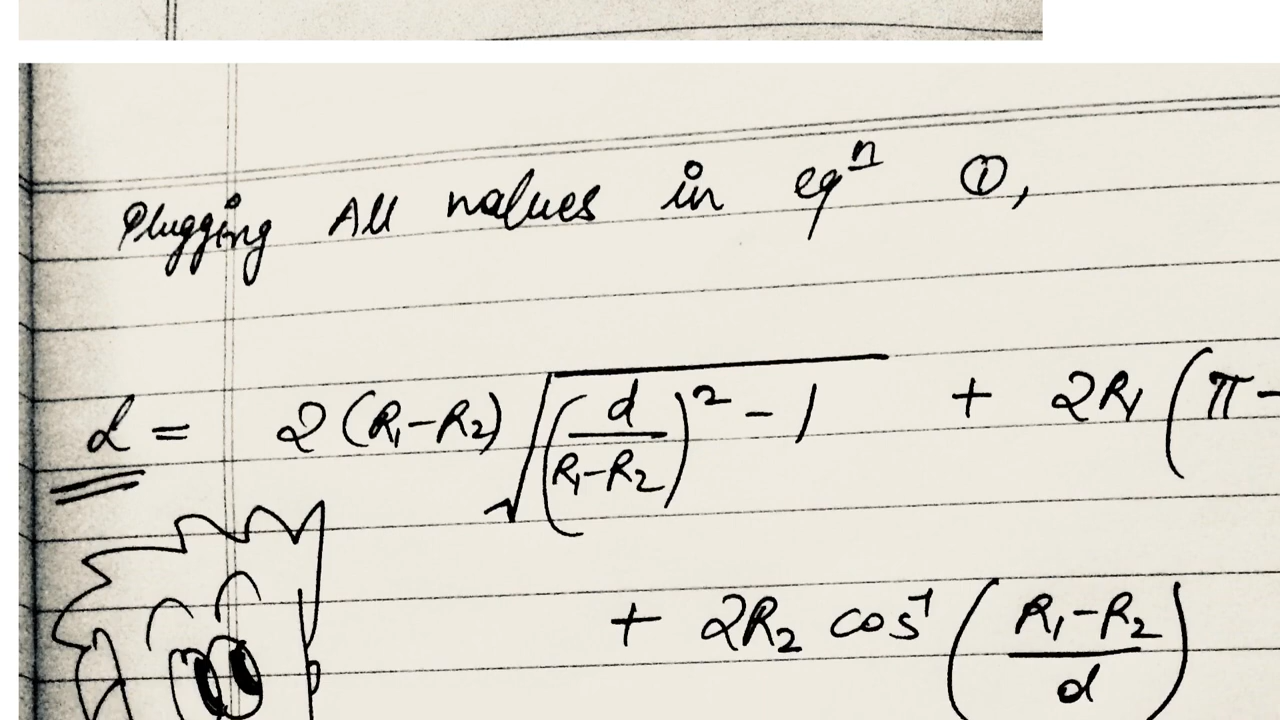 Plugging All values in eqⁿ ①,
L = 2(R₁-R₂) √((d/(R₁-R₂))² - 1) + 2R₁ (π -
+ 2R₂ cos⁻¹ ((R₁-R₂)/d)